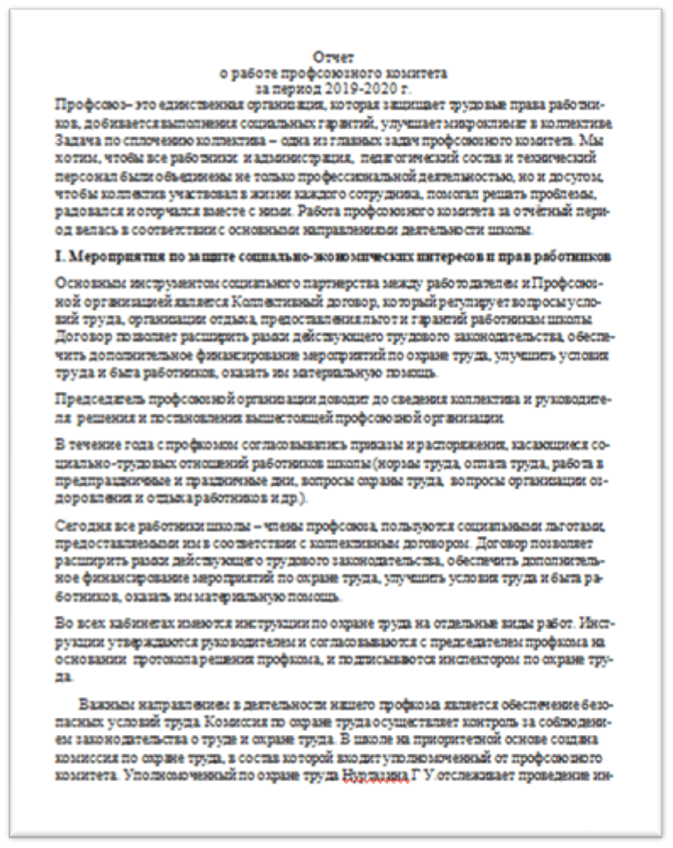 Отчет
о работе профсоюзного комитета
за период 2019-2020 г.
Профсоюз– это единственная организация, которая защищает трудовые права работни-
ков, добивается выполнения социальных гарантий, улучшает микроклимат в коллективе.
Задача по сплочению коллектива – одна из главных задач профсоюзного комитета. Мы
хотим, чтобы все работники и администрация, педагогический состав и технический
персонал были объединены не только профессиональной деятельностью, но и досугом,
чтобы коллектив участвовал в жизни каждого сотрудника, помогал решать проблемы,
радовался и огорчался вместе с ними. Работа профсоюзного комитета за отчётный пери-
од велась в соответствии с основными направлениями деятельности школы.
I. Мероприятия по защите социально-экономических интересов и прав работников
Основным инструментом социального партнерства между работодателем и Профсоюз-
ной организацией является Коллективный договор, который регулирует вопросы усло-
вий труда, организации отдыха, предоставления льгот и гарантий работникам школы.
Договор позволяет расширить рамки действующего трудового законодательства, обеспе-
чить дополнительное финансирование мероприятий по охране труда, улучшить условия
труда и быта работников, оказать им материальную помощь.
Председатель профсоюзной организации доводит до сведения коллектива и руководите-
ля решения и постановления вышестоящей профсоюзной организации.
В течение года с профкомом согласовывались приказы и распоряжения, касающиеся со-
циально-трудовых отношений работников школы (нормы труда, оплата труда, работа в
предпраздничные и праздничные дни, вопросы охраны труда, вопросы организации оз-
доровления и отдыха работников и др.).
Сегодня все работники школы – члены профсоюза, пользуются социальными льготами,
предоставляемыми им в соответствии с коллективным договором. Договор позволяет
расширить рамки действующего трудового законодательства, обеспечить дополнитель-
ное финансирование мероприятий по охране труда, улучшить условия труда и быта ра-
ботников, оказать им материальную помощь.
Во всех кабинетах имеются инструкции по охране труда на отдельные виды работ. Инст-
рукции утверждаются руководителем и согласовываются с председателем профкома на
основании протокола решения профкома, и подписываются инспектором по охране тру-
да.
Важным направлением в деятельности нашего профкома является обеспечение безо-
пасных условий труда. Комиссия по охране труда осуществляет контроль за соблюдени-
ем законодательства о труде и охране труда. В школе на приоритетной основе создана
комиссия по охране труда, в состав которой входит уполномоченный от профсоюзного
комитета. Уполномоченный по охране труда Нурпазина Г У.отслеживает проведение ин-